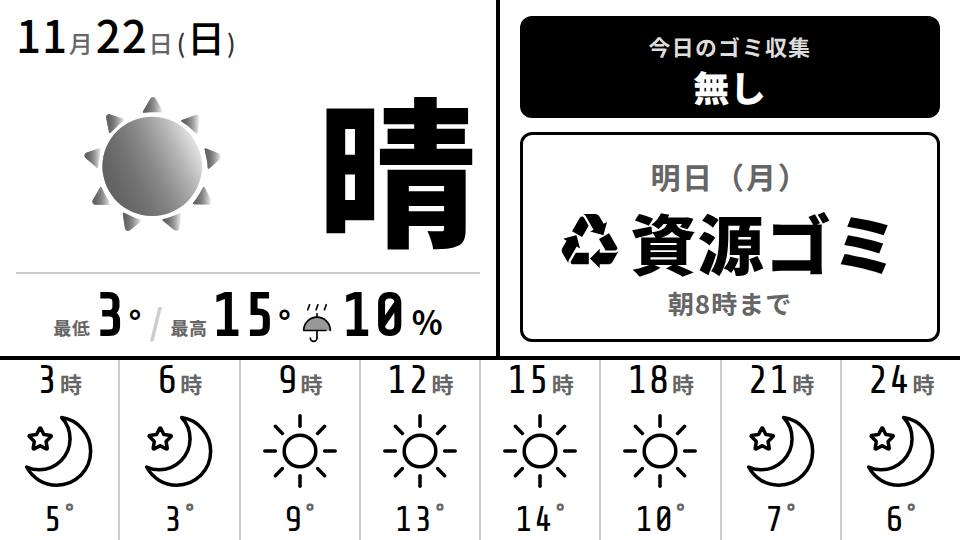 11月22日(日)
晴
最低 3° / 最高 15° 10%
今日のゴミ収集
無し
明日（月）
♻資源ゴミ
朝8時まで
3時 6時 9時 12時 15時 18時 21時 24時
5° 3° 9° 13° 14° 10° 7° 6°